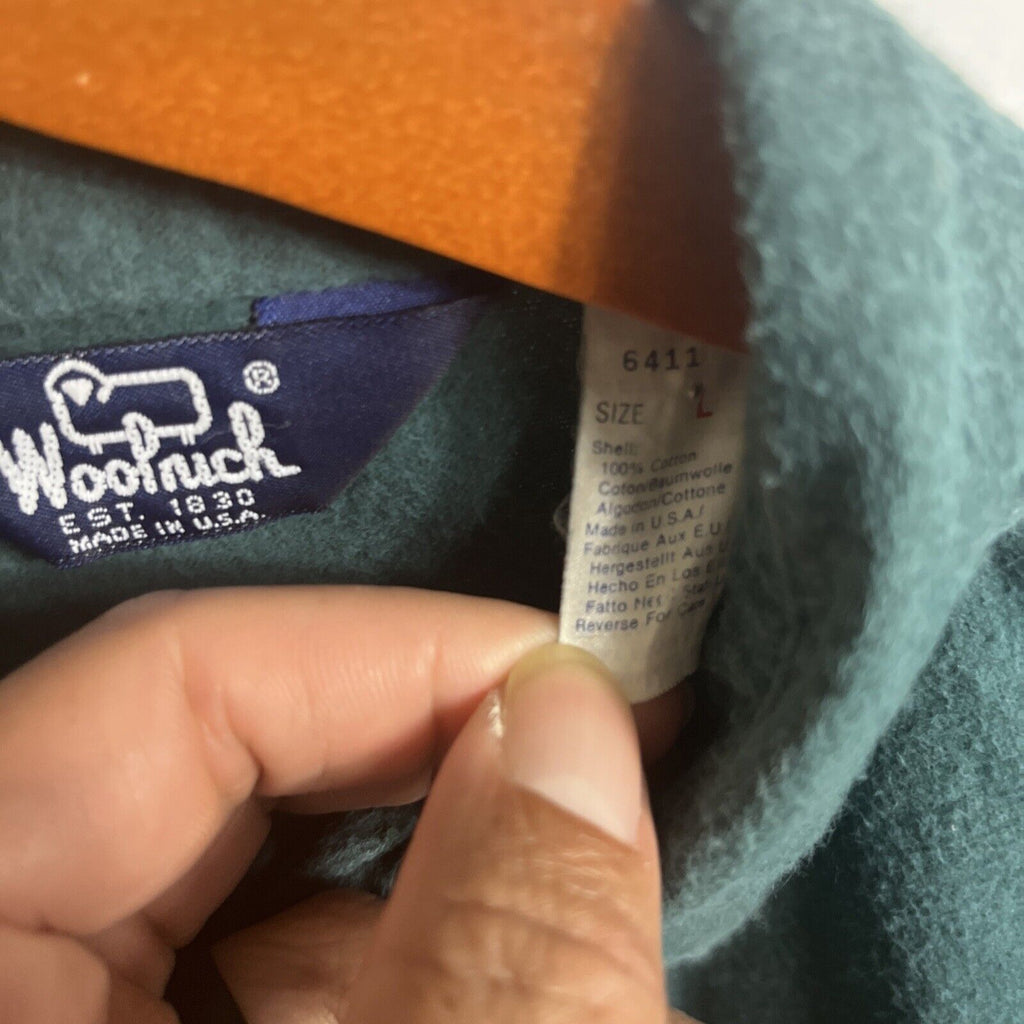 ®
Woolrich
EST. 1830
MADE IN U.S.A.
6411
SIZE L
Shell:
100% Cotton
Coton/Baumwolle
Algodon/Cottone
Made in U.S.A./
Fabrique Aux E.U.
Hergestellt Aus
Hecho En Los
Fatto
Reverse For Care